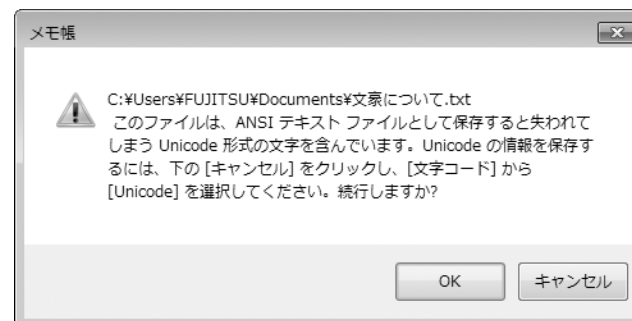 メモ帳
C:¥Users¥FUJITSU¥Documents¥文豪について.txt
このファイルは、ANSI テキスト ファイルとして保存すると失われて
しまう Unicode 形式の文字を含んでいます。Unicode の情報を保存す
るには、下の [キャンセル] をクリックし、[文字コード] から
[Unicode] を選択してください。続行しますか?
OK
キャンセル